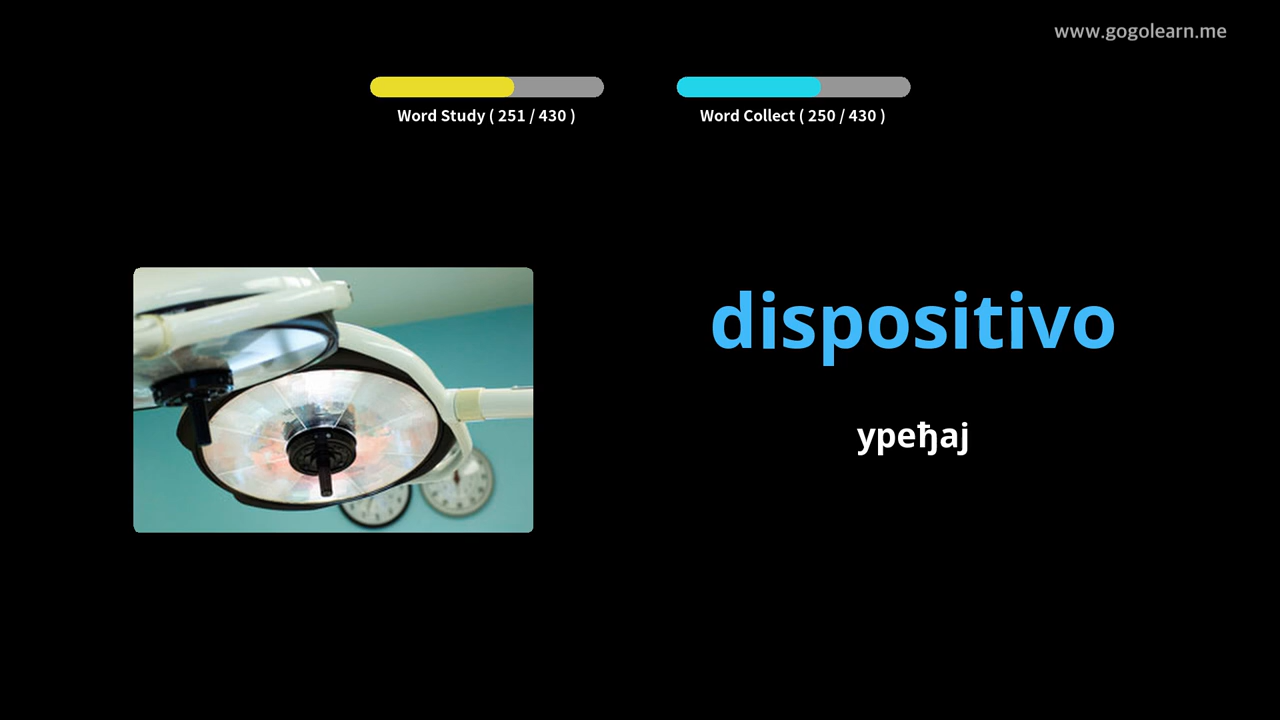 www.gogolearn.me
Word Study ( 251 / 430 )
Word Collect ( 250 / 430 )
dispositivo
уређај